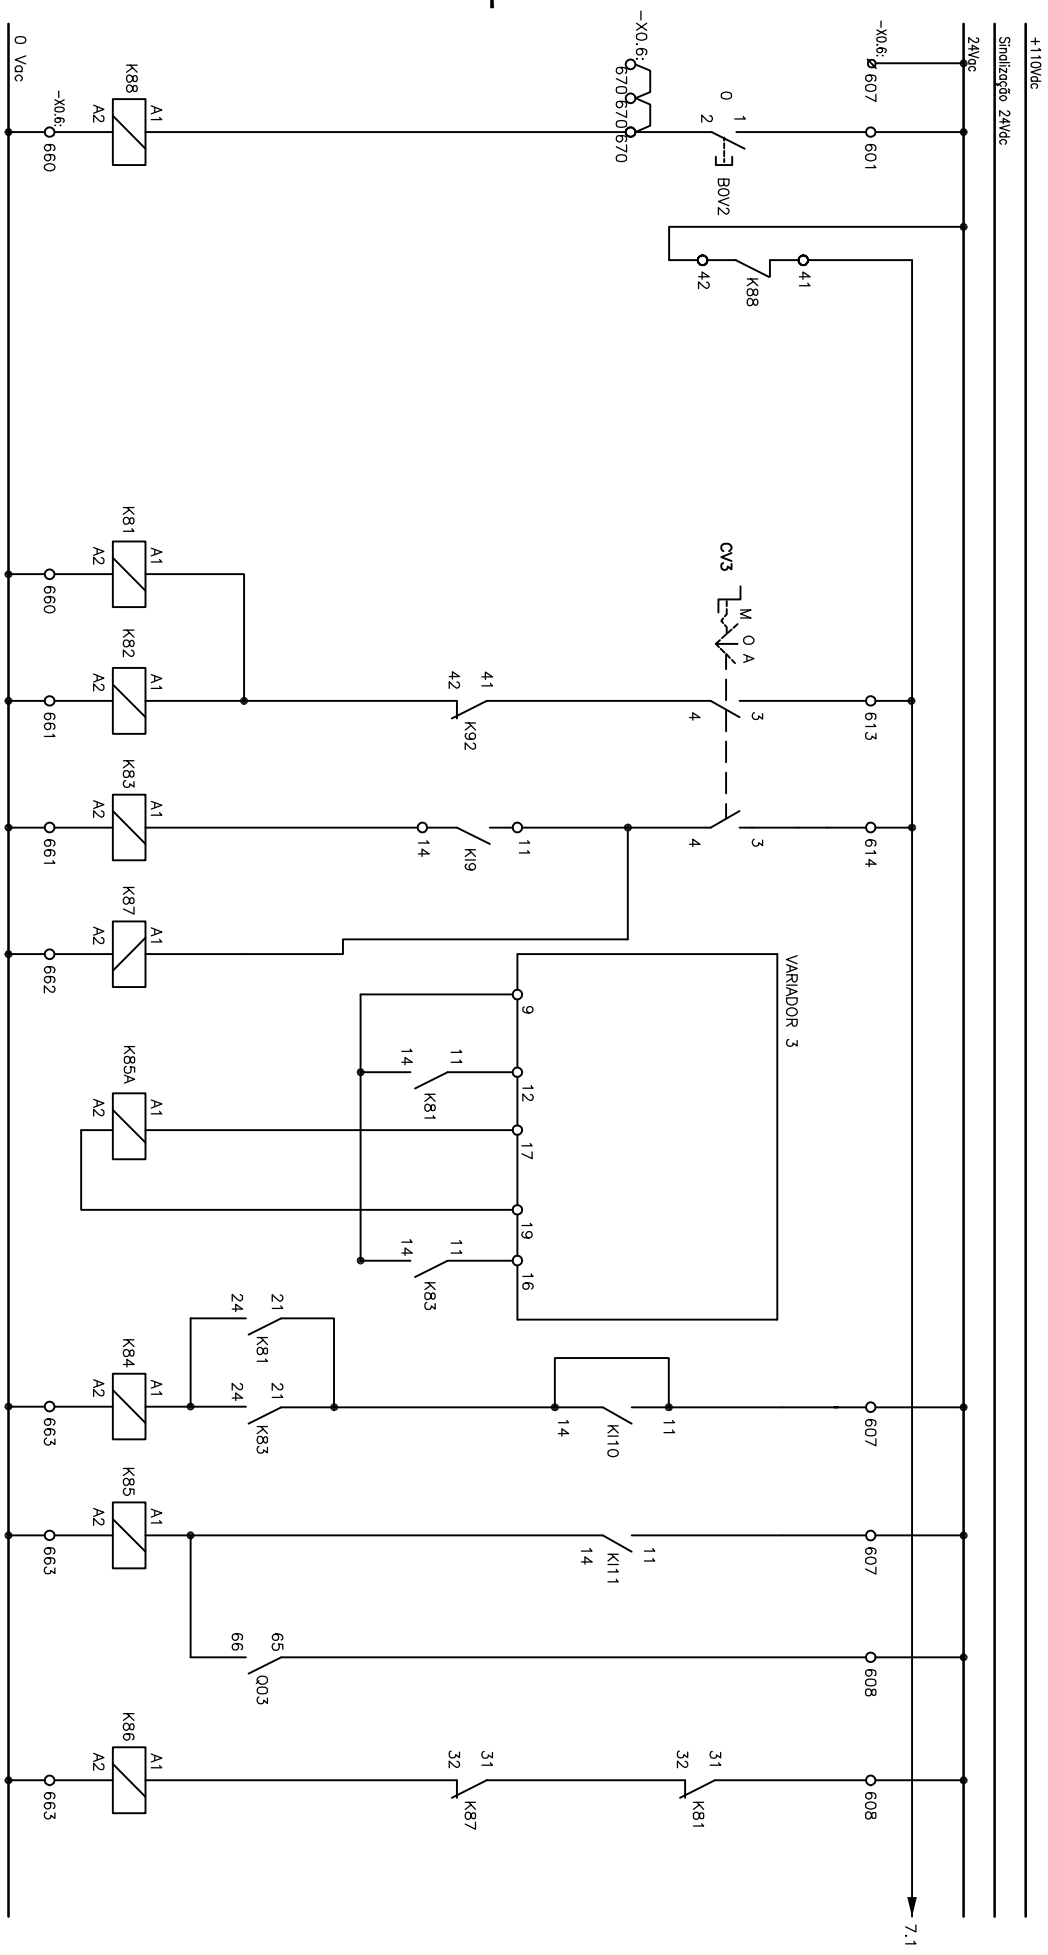 +110Vdc
Sinalização 24Vdc
24Vac
-X0.6:
607
601
1
0
2
B0V2
-X0.6:
670
670
670
K88
A1
A2
-X0.6:
660
0 Vac
41
K88
42
7.1
K81
A1
A2
660
CV3
M
O
A
613
3
4
41
42
K92
K82
A1
A2
661
614
3
4
11
KI9
14
K83
A1
A2
661
K87
A1
A2
662
VARIADOR 3
9
12
17
19
16
11
14
K81
11
14
K83
K85A
A1
A2
607
11
KI10
14
21
24
K81
21
24
K83
K84
A1
A2
663
607
11
KI11
14
K85
A1
A2
663
608
65
66
Q03
608
31
32
K81
31
32
K87
K86
A1
A2
663